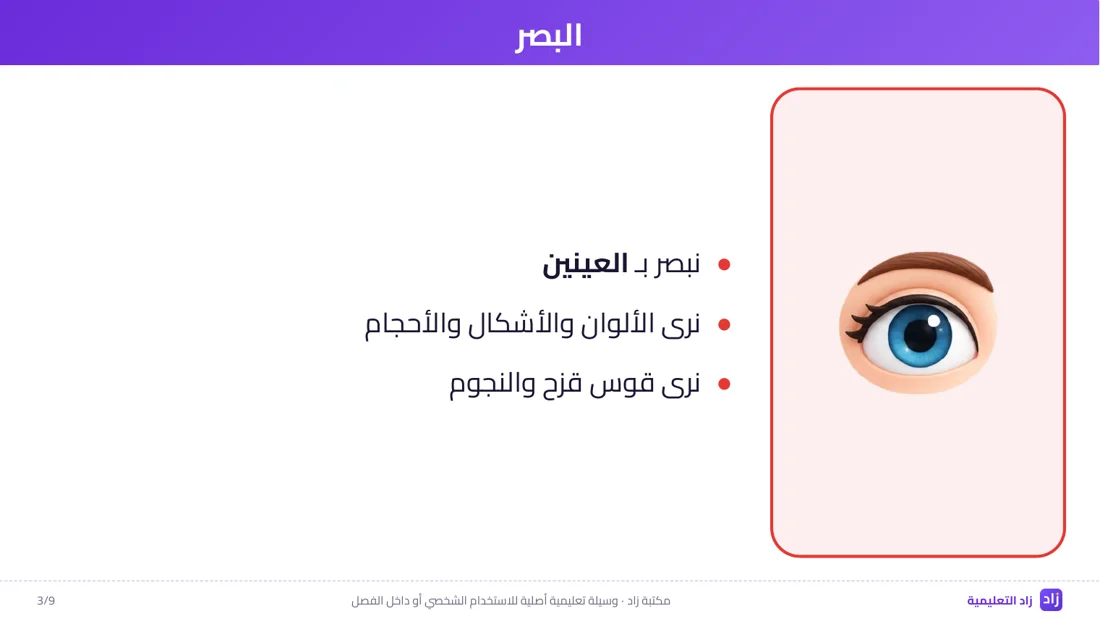 البصر
نبصر بـ العينين
نرى الألوان والأشكال والأحجام
نرى قوس قزح والنجوم
زاد زاد التعليمية
مكتبة زاد · وسيلة تعليمية أصلية للاستخدام الشخصي أو داخل الفصل
3/9